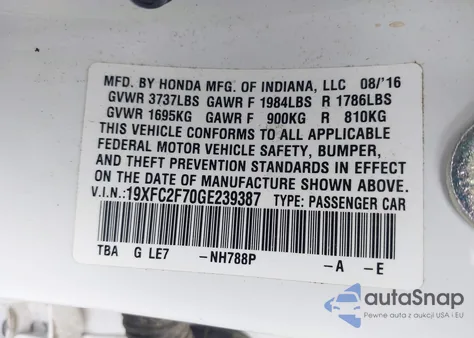 MFD. BY HONDA MFG. OF INDIANA, LLC 08/'16
GVWR 3737LBS GAWR F 1984LBS R 1786LBS
GVWR 1695KG GAWR F 900KG R 810KG
THIS VEHICLE CONFORMS TO ALL APPLICABLE
FEDERAL MOTOR VEHICLE SAFETY, BUMPER,
AND THEFT PREVENTION STANDARDS IN EFFECT
ON THE DATE OF MANUFACTURE SHOWN ABOVE.
V.I.N.:19XFC2F70GE239387 TYPE: PASSENGER CAR
TBA G LE7 -NH788P -A -E
autoSnap
Pewne auta z aukcji USA i EU